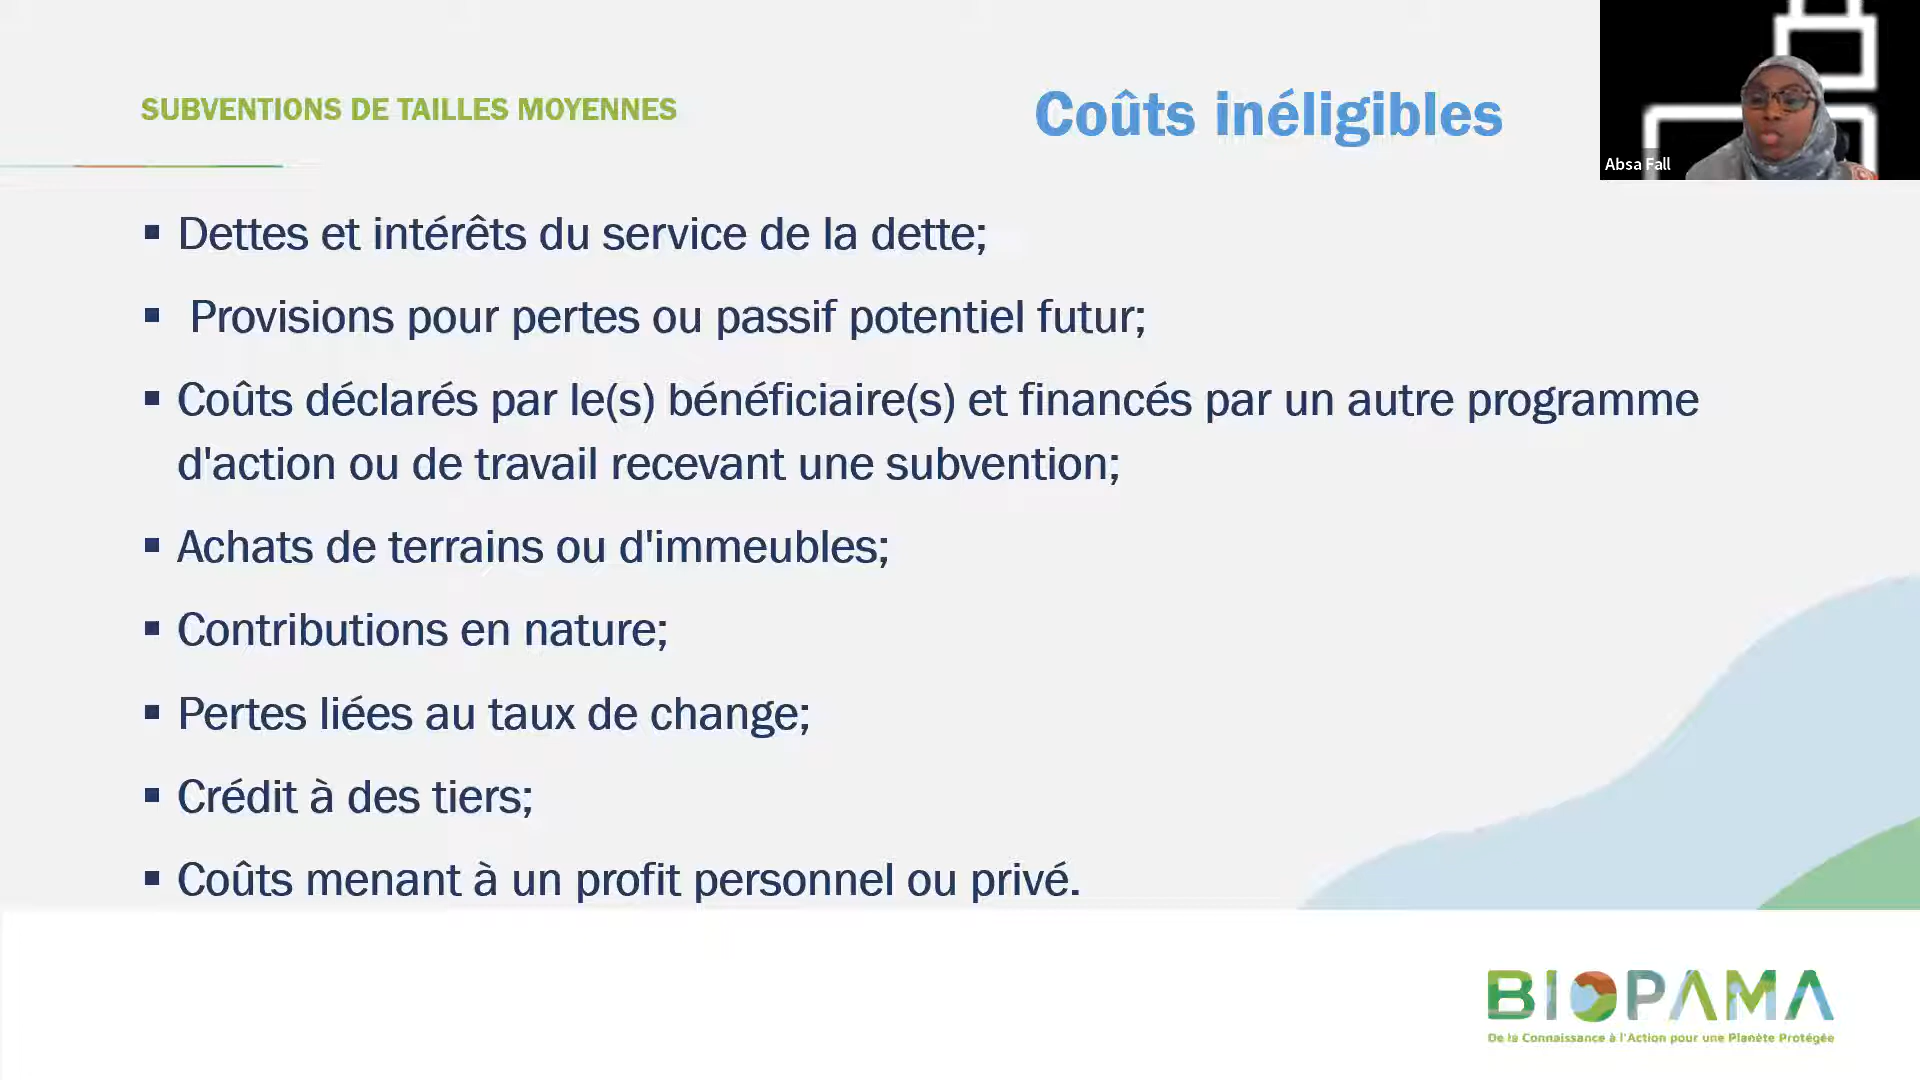 SUBVENTIONS DE TAILLES MOYENNES
Coûts inéligibles
Absa Fall
▪ Dettes et intérêts du service de la dette;
▪ Provisions pour pertes ou passif potentiel futur;
▪ Coûts déclarés par le(s) bénéficiaire(s) et financés par un autre programme
d'action ou de travail recevant une subvention;
▪ Achats de terrains ou d'immeubles;
▪ Contributions en nature;
▪ Pertes liées au taux de change;
▪ Crédit à des tiers;
▪ Coûts menant à un profit personnel ou privé.
BIOPAMA
De la Connaissance à l'Action pour une Planète Protégée